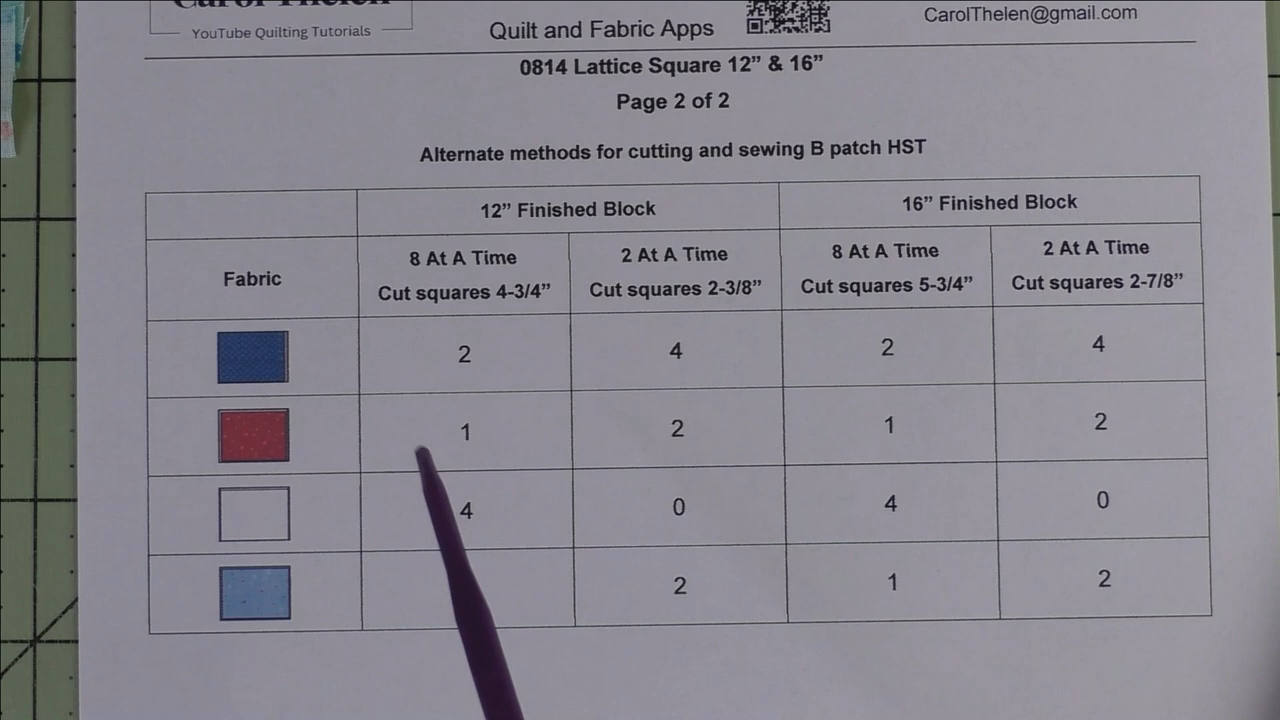 YouTube Quilting Tutorials
Quilt and Fabric Apps
CarolThelen@gmail.com
0814 Lattice Square 12” & 16”
Page 2 of 2
Alternate methods for cutting and sewing B patch HST
12” Finished Block
16” Finished Block
Fabric
8 At A Time
Cut squares 4-3/4”
2 At A Time
Cut squares 2-3/8”
8 At A Time
Cut squares 5-3/4”
2 At A Time
Cut squares 2-7/8”
2 4 2 4
1 2 1 2
4 0 4 0
2 1 2